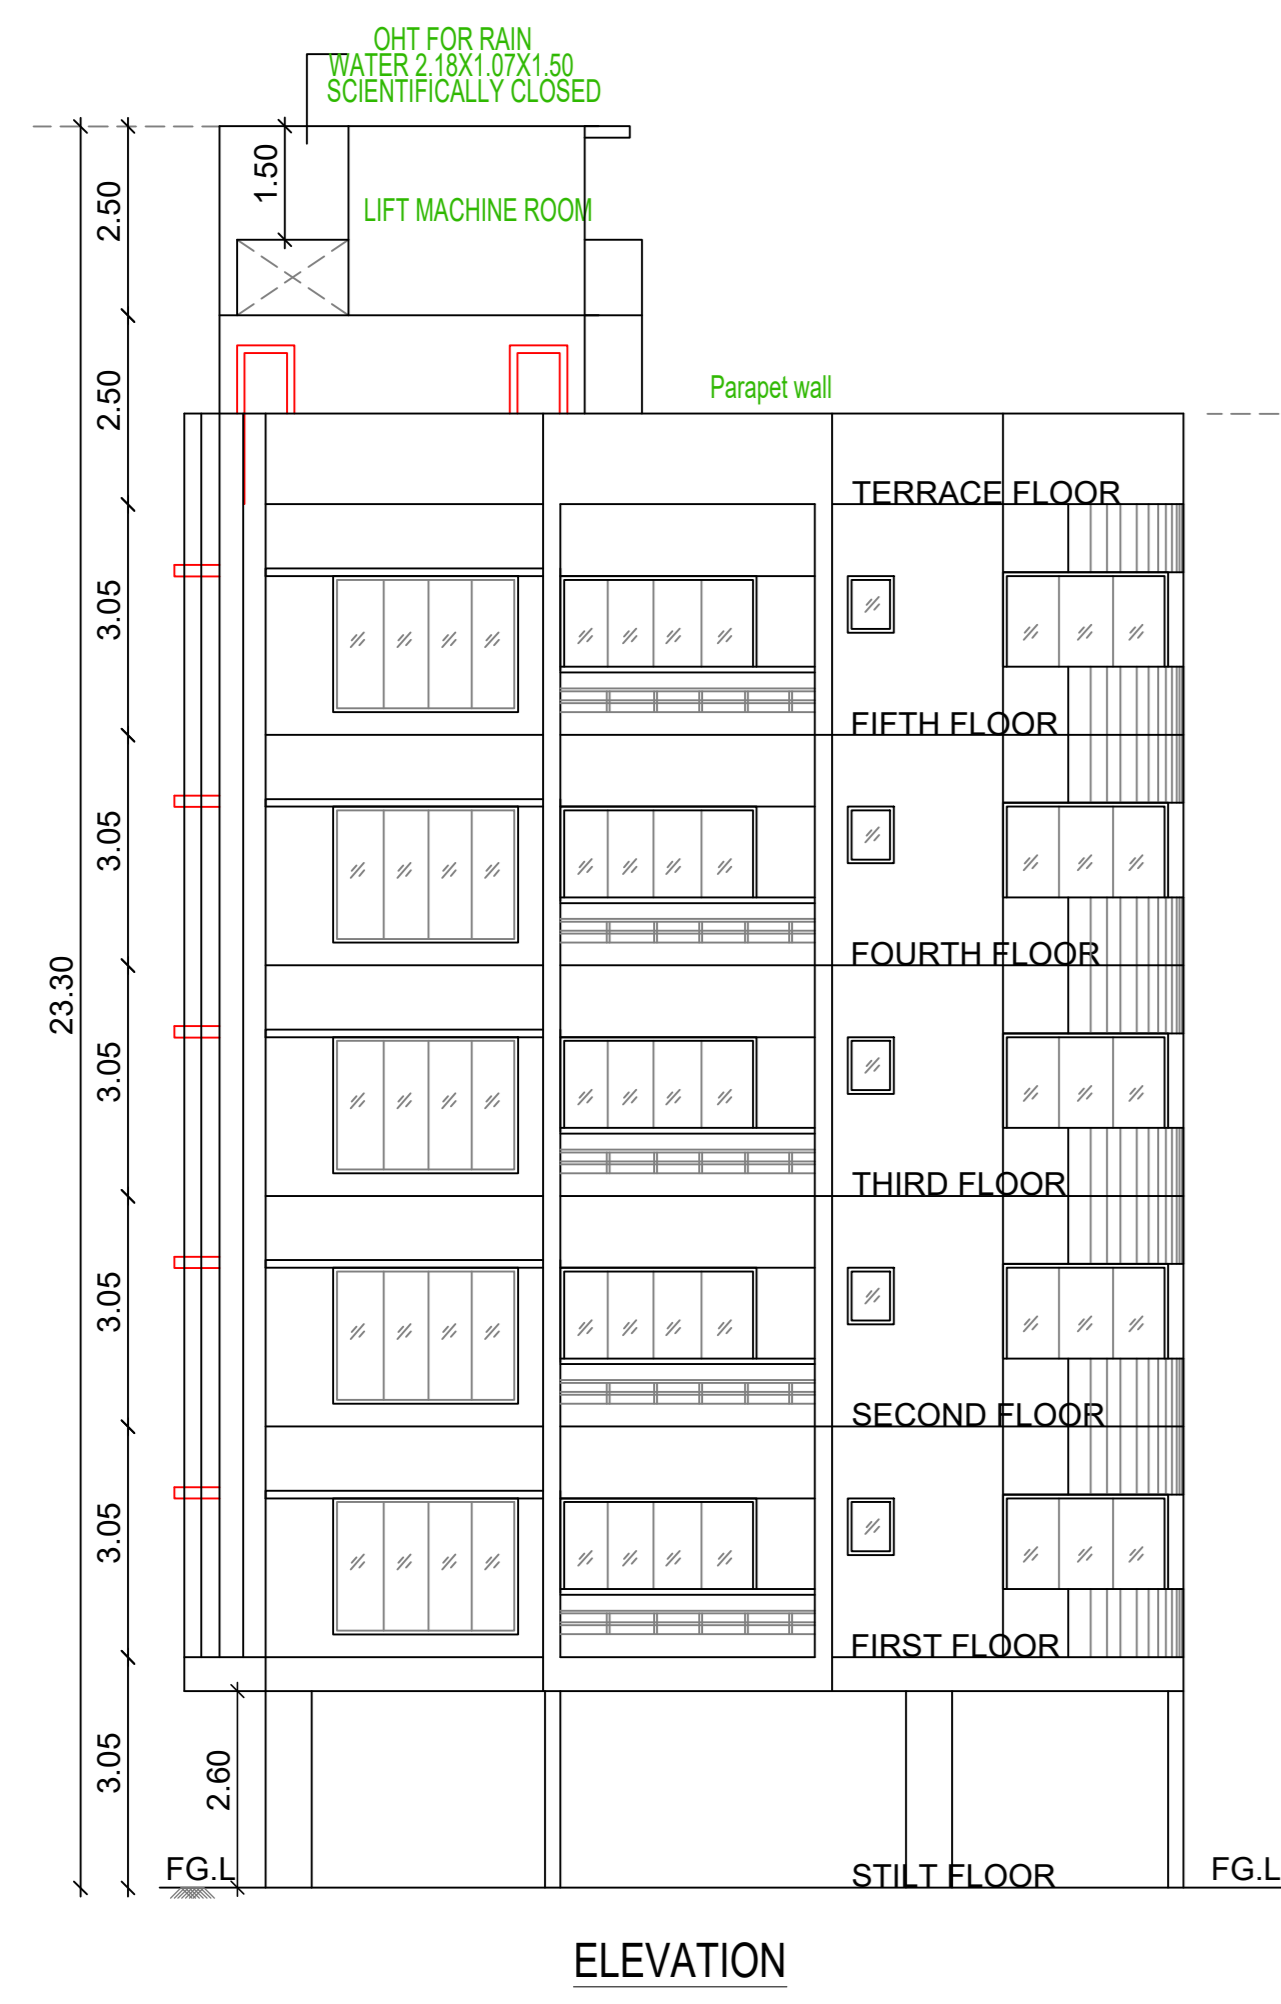 OHT FOR RAIN
WATER 2.18X1.07X1.50
SCIENTIFICALLY CLOSED
1.50
2.50
LIFT MACHINE ROOM
2.50
Parapet wall
TERRACE FLOOR
3.05
FIFTH FLOOR
3.05
FOURTH FLOOR
23.30
3.05
THIRD FLOOR
3.05
SECOND FLOOR
3.05
FIRST FLOOR
3.05
2.60
FG.L
STILT FLOOR
FG.L
ELEVATION